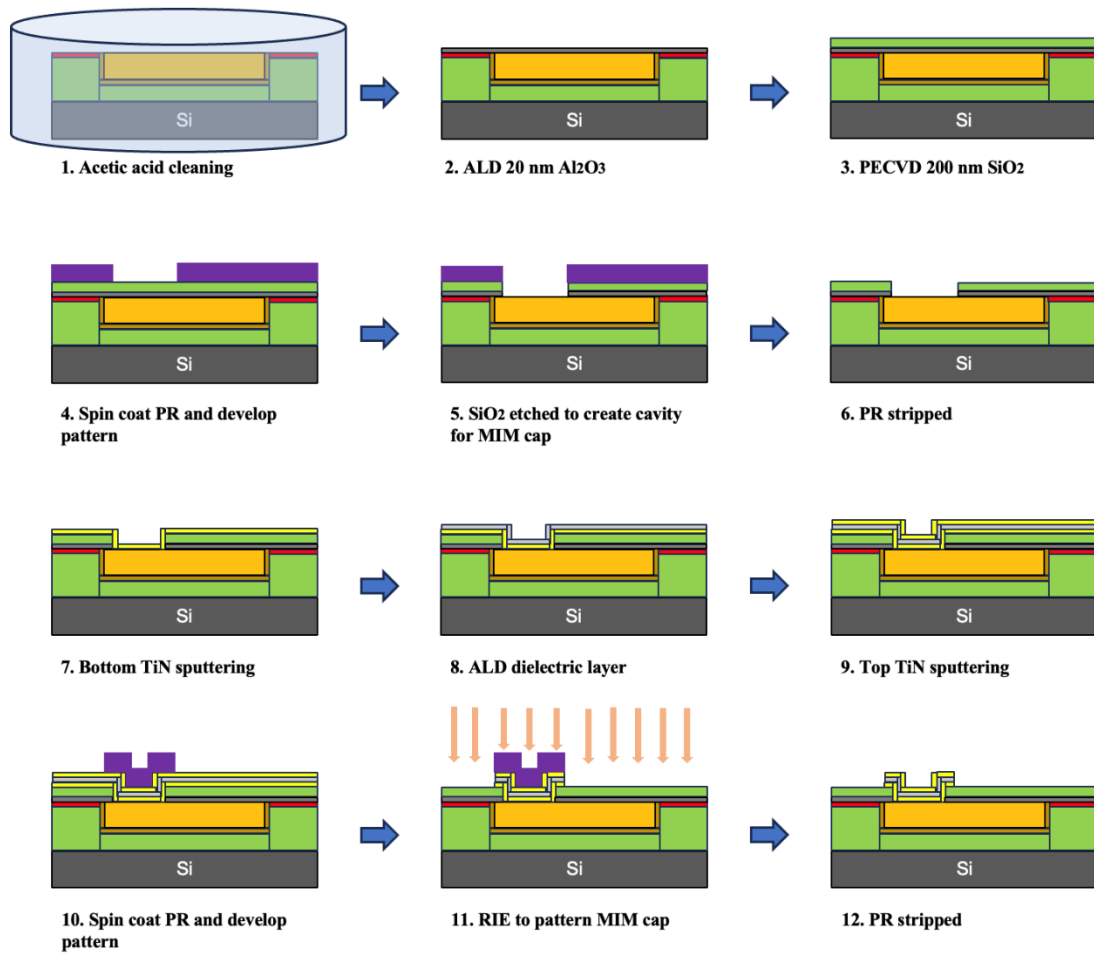 Si
Si
Si
1. Acetic acid cleaning
2. ALD 20 nm Al2O3
3. PECVD 200 nm SiO2
Si
Si
Si
4. Spin coat PR and develop
pattern
5. SiO2 etched to create cavity
for MIM cap
6. PR stripped
Si
Si
Si
7. Bottom TiN sputtering
8. ALD dielectric layer
9. Top TiN sputtering
Si
Si
Si
10. Spin coat PR and develop
pattern
11. RIE to pattern MIM cap
12. PR stripped